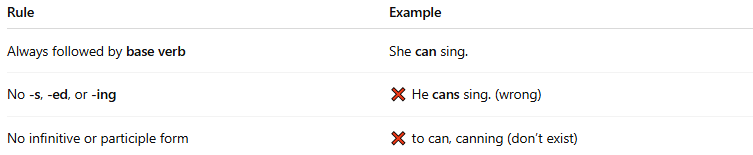 Rule Example
Always followed by base verb She can sing.
No -s, -ed, or -ing ❌ He cans sing. (wrong)
No infinitive or participle form ❌ to can, canning (don't exist)